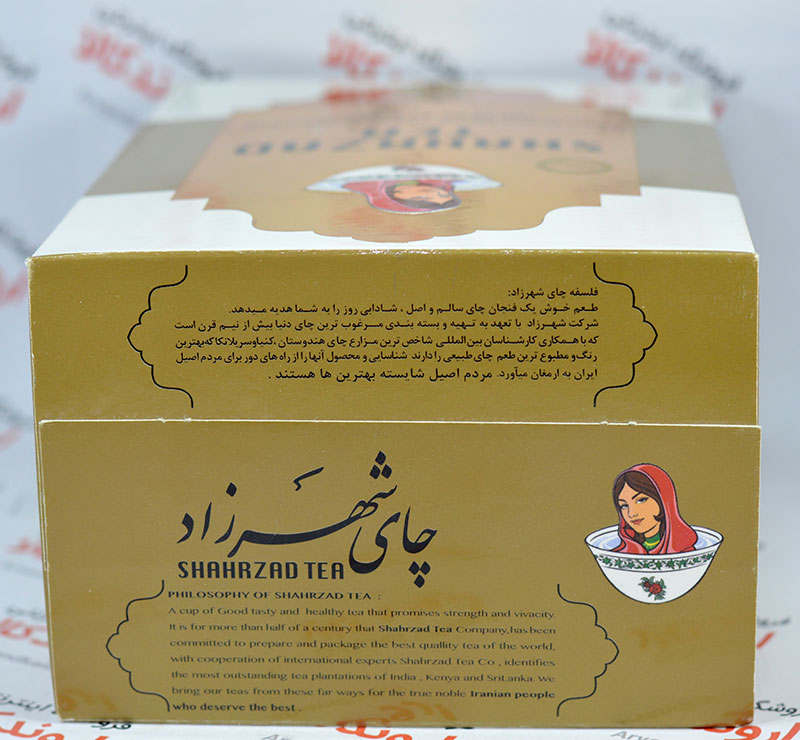 SHAHRZAD
TEA
فلسفه چای شهرزاد:
طعم خوش یک فنجان چای سالم و اصل ، شادابی روز را به شما هدیه میدهد.
شرکت شهرزاد با تعهد به تهیه و بسته بندی مرغوب ترین چای دنیا بیش از نیم قرن است
که با همکاری کارشناسان بین المللی شاخص ترین مزارع چای هندوستان ،کنیا وسریلانکا که بهترین
رنگ و مطبوع ترین طعم چای طبیعی را دارند شناسایی و محصول آنها را از راه های دور برای مردم اصیل
ایران به ارمغان میآورد. مردم اصیل شایسته بهترین ها هستند .
چای شهرزاد
SHAHRZAD TEA
PHILOSOPHY OF SHAHRZAD TEA :
A cup of Good tasty and healthy tea that promises strength and vivacity.
It is for more than half of a century that Shahrzad Tea Company,has been
committed to prepare and package the best quallity tea of the world,
with cooperation of international experts Shahrzad Tea Co , identifies
the most outstanding tea plantations of India , Kenya and SriLanka. We
bring our teas from these far ways for the true noble Iranian people
who deserve the best .